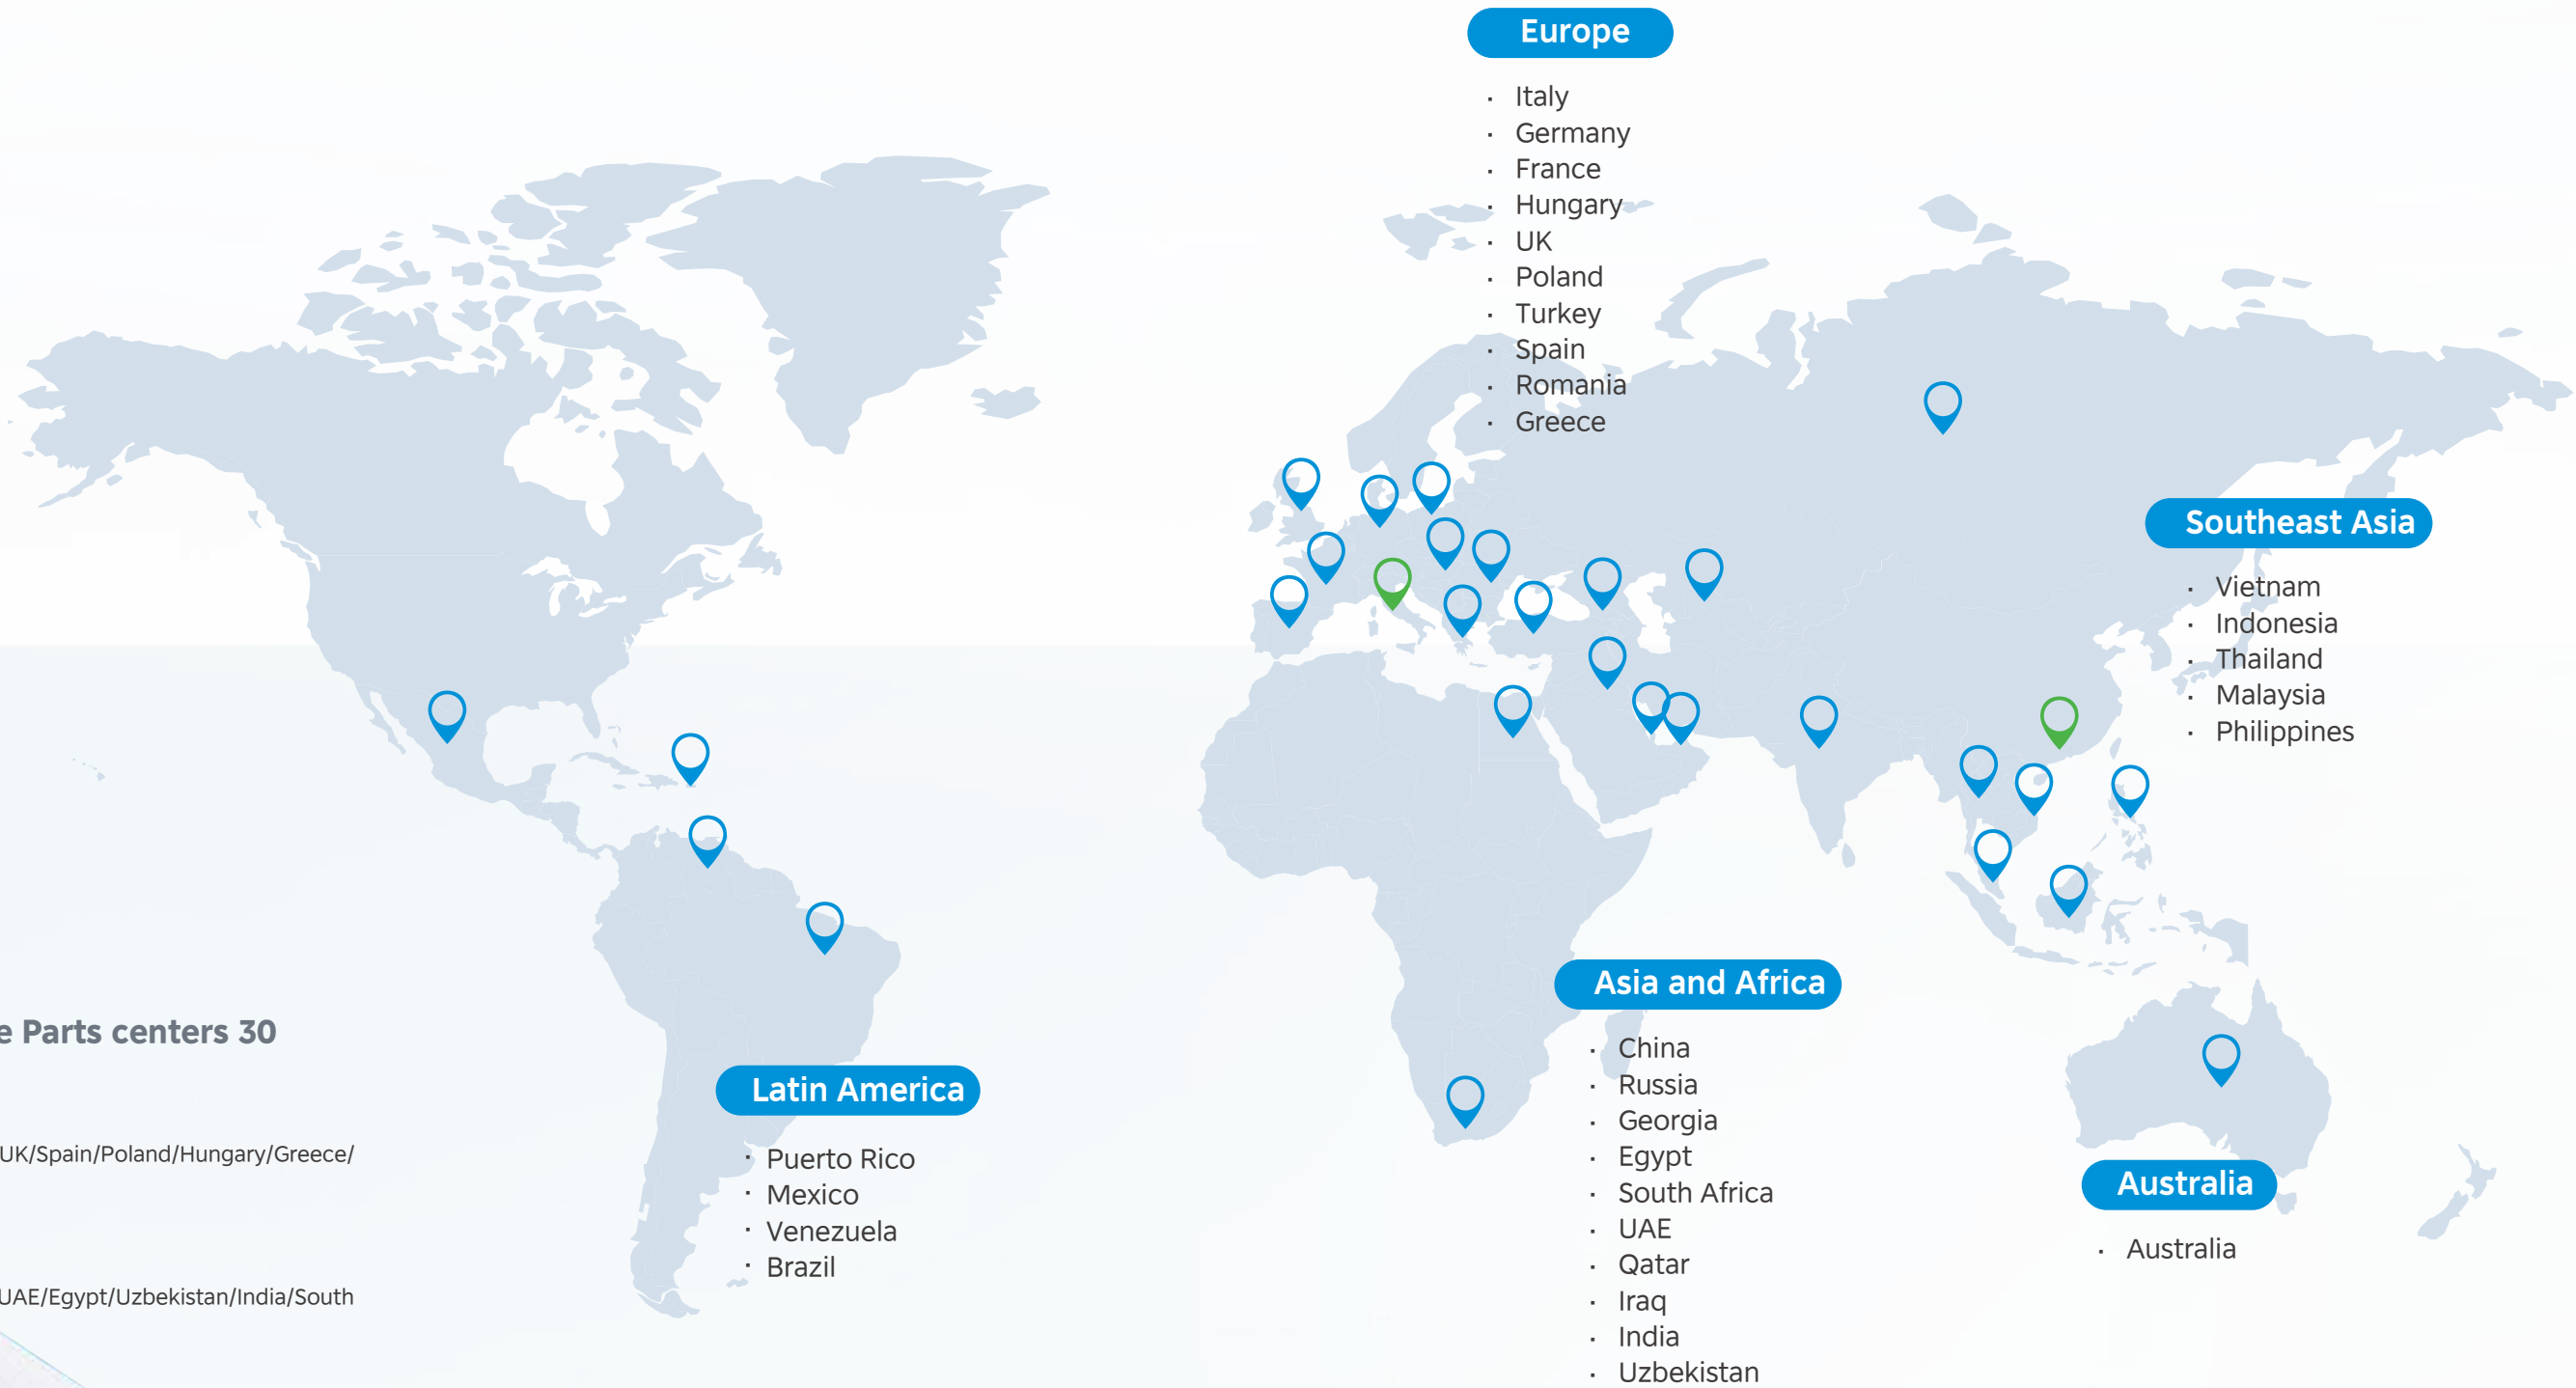 Europe
· Italy
· Germany
· France
· Hungary
· UK
· Poland
· Turkey
· Spain
· Romania
· Greece
Southeast Asia
· Vietnam
· Indonesia
· Thailand
· Malaysia
· Philippines
Asia and Africa
· China
· Russia
· Georgia
· Egypt
· South Africa
· UAE
· Qatar
· Iraq
· India
· Uzbekistan
e Parts centers 30
UK/Spain/Poland/Hungary/Greece/
UAE/Egypt/Uzbekistan/India/South
Latin America
· Puerto Rico
· Mexico
· Venezuela
· Brazil
Australia
· Australia